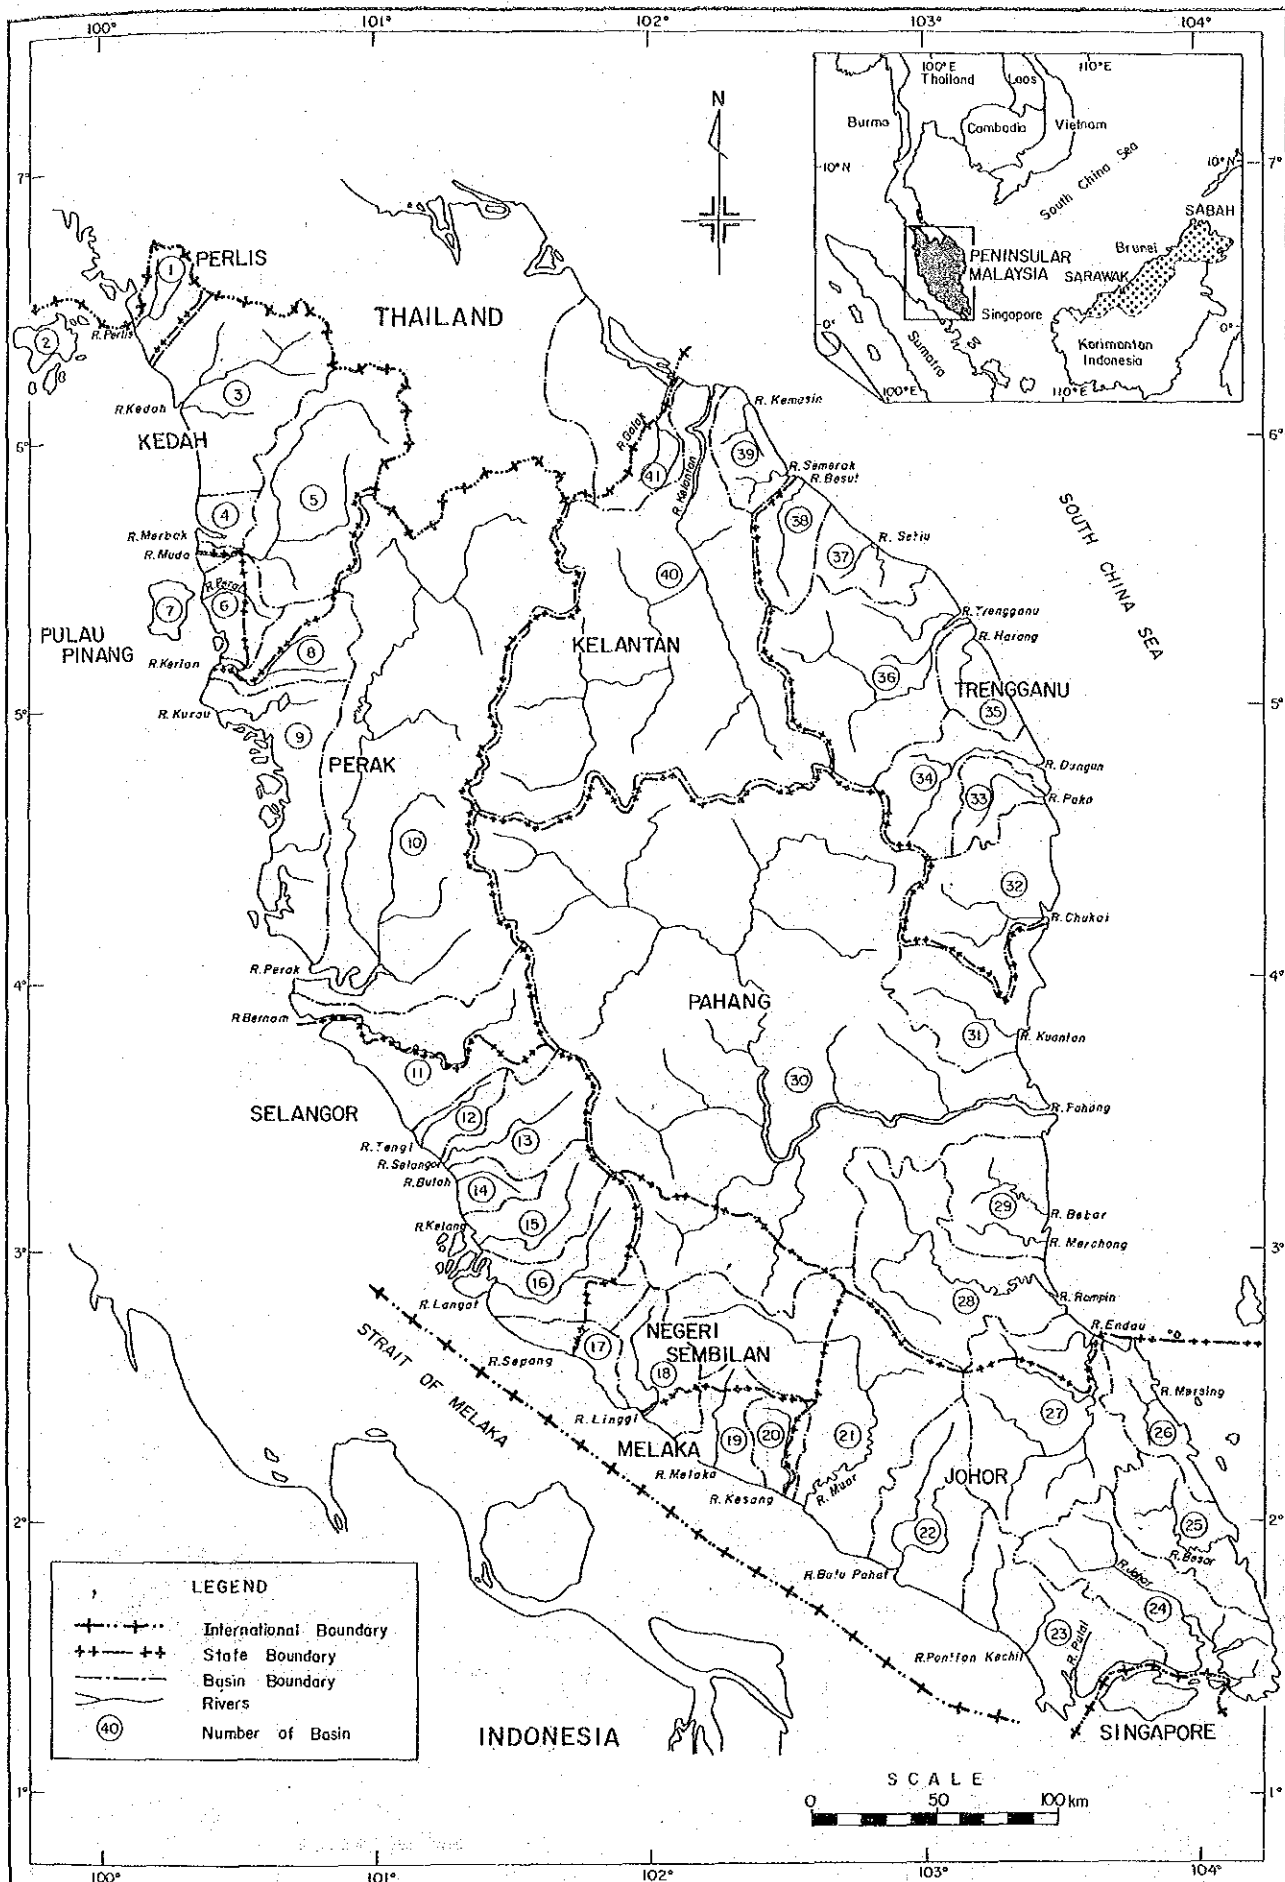 100°
101°
102°
103°
104°
N
100°E
110°E
Thailand
Laos
Burma
Cambodia
Vietnam
10°N
10°N
South China Sea
SABAH
Brunei
PENINSULAR
MALAYSIA
SARAWAK
Singapore
0°
0°
Sumatra
Karimantan
Indonesia
100°E
110°E
7°
7°
1
PERLIS
THAILAND
R. Perlis
2
3
R. Kedah
KEDAH
R. Golok
R. Kemasin
6°
6°
41
39
R. Kelantan
R. Semerak
R. Besut
5
4
38
R. Merbok
R. Muda
37
R. Setiu
SOUTH CHINA SEA
R. Perai
40
7
6
PULAU
PINANG
8
KELANTAN
R. Trengganu
R. Marang
R. Kerian
36
TRENGGANU
R. Kurau
5°
5°
35
9
PERAK
34
R. Dungun
33
R. Paka
10
32
R. Chukai
R. Perak
4°
4°
PAHANG
R. Bernam
31
R. Kuantan
11
30
SELANGOR
12
R. Pahang
13
R. Tengi
R. Selangor
R. Buloh
14
29
R. Bebar
R. Kelang
15
R. Merchong
3°
3°
16
R. Langat
28
R. Rompin
R. Endau
STRAIT OF MELAKA
17
NEGERI
SEMBILAN
R. Sepang
18
R. Mersing
R. Linggi
27
26
MELAKA
19
20
21
R. Melaka
JOHOR
R. Kesang
R. Muar
2°
2°
22
25
R. Besar
R. Batu Pahat
R. Johor
24
23
R. Pulai
R. Pontian Kechil
LEGEND
International Boundary
State Boundary
Basin Boundary
Rivers
40
Number of Basin
INDONESIA
SINGAPORE
SCALE
0 50 100 km
1°
1°
100°
101°
102°
103°
104°